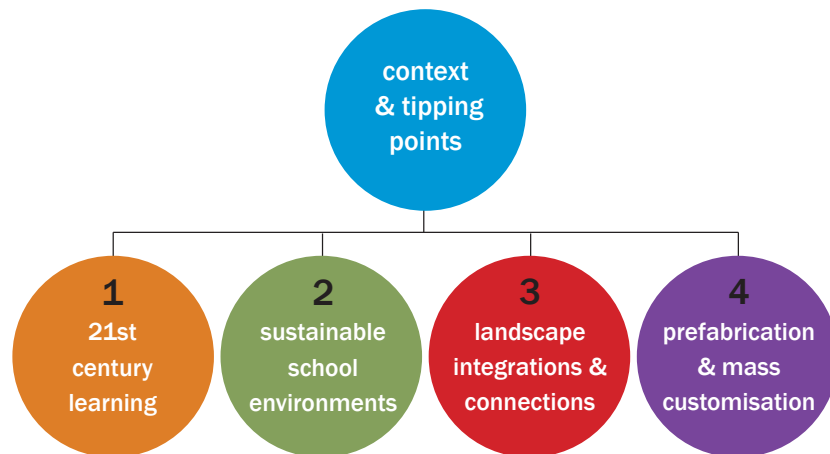 context
& tipping
points
1
21st
century
learning
2
sustainable
school
environments
3
landscape
integrations &
connections
4
prefabrication
& mass
customisation